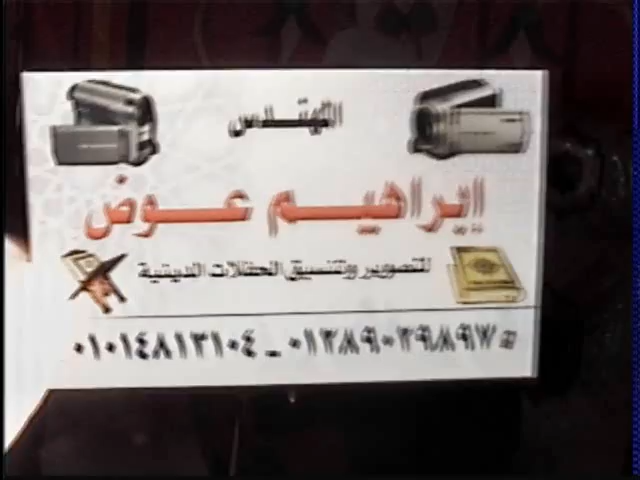 المهندس
إبراهيم عوض
للتصوير وتنسيق الحفلات الدينية
٠١٠١٤٨١٣١٠٤ - ٠١٢٨٩٠٢٩٨٩٧